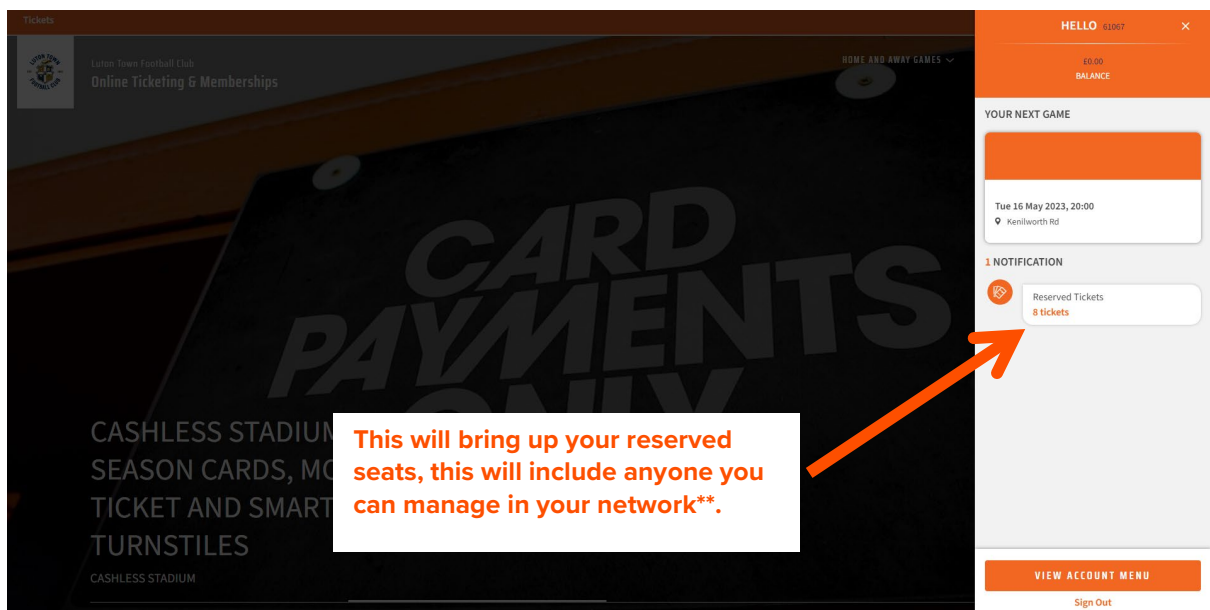 Tickets
Luton Town Football Club
Online Ticketing & Memberships
HOME AND AWAY GAMES
CARD
PAYMENTS
ONLY
CASHLESS STADIUM
SEASON CARDS, MO
TICKET AND SMART
TURNSTILES
CASHLESS STADIUM
This will bring up your reserved
seats, this will include anyone you
can manage in your network**.
HELLO 61067
£0.00
BALANCE
YOUR NEXT GAME
Tue 16 May 2023, 20:00
Kenilworth Rd
1 NOTIFICATION
Reserved Tickets
8 tickets
VIEW ACCOUNT MENU
Sign Out